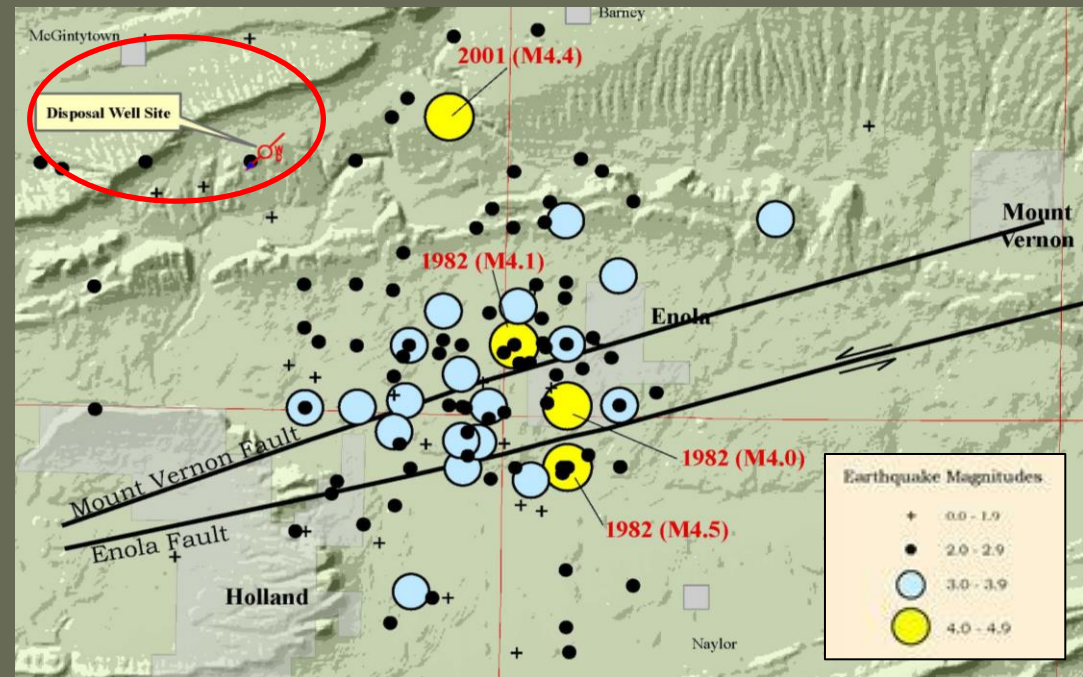 McGintytown
Barney
2001 (M4.4)
Disposal Well Site
Mount
Vernon
1982 (M4.1)
Enola
Mount Vernon Fault
1982 (M4.0)
Earthquake Magnitudes
+ 0.0 - 1.9
2.0 - 2.9
3.0 - 3.9
4.0 - 4.9
1982 (M4.5)
Enola Fault
Holland
Naylor